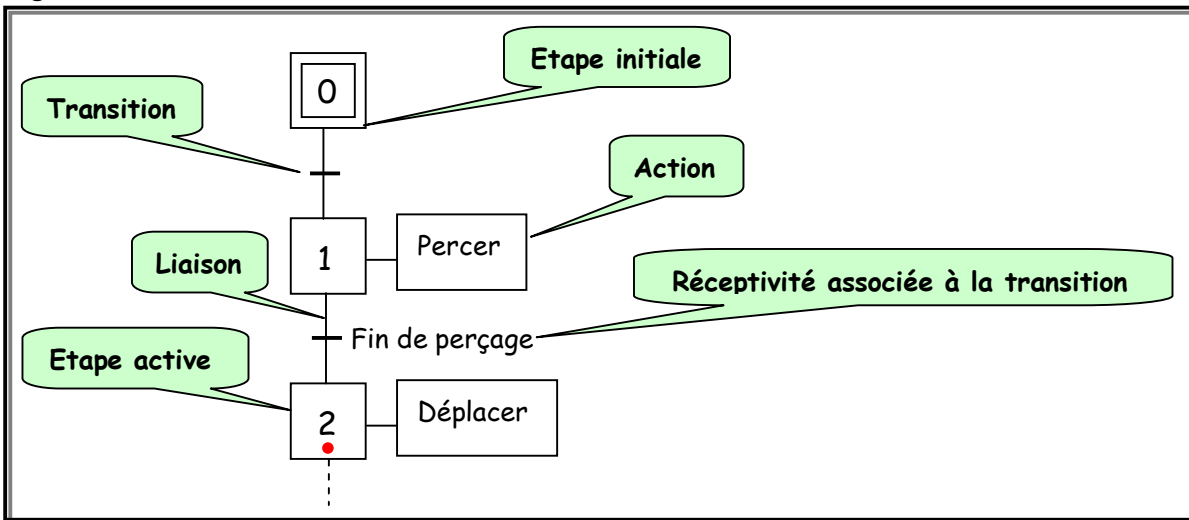 Etape initiale
0
Transition
Action
1
Percer
Liaison
Réceptivité associée à la transition
Fin de perçage
Etape active
2
Déplacer